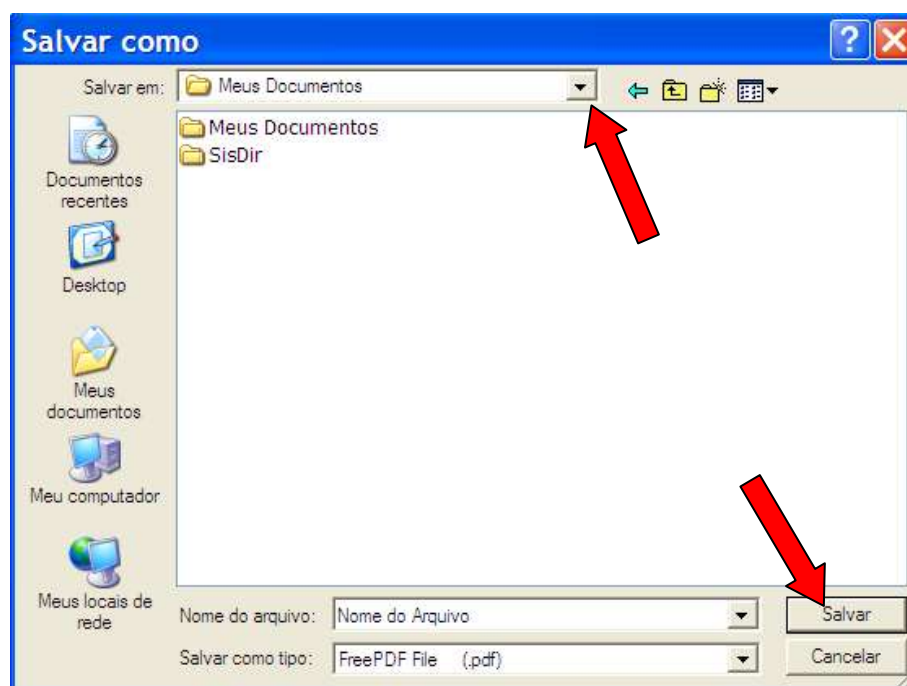 Salvar como
Salvar em: Meus Documentos
Meus Documentos
SisDir
Documentos
recentes
Desktop
Meus
documentos
Meu computador
Meus locais de
rede
Nome do arquivo: Nome do Arquivo Salvar
Salvar como tipo: FreePDF File (.pdf) Cancelar